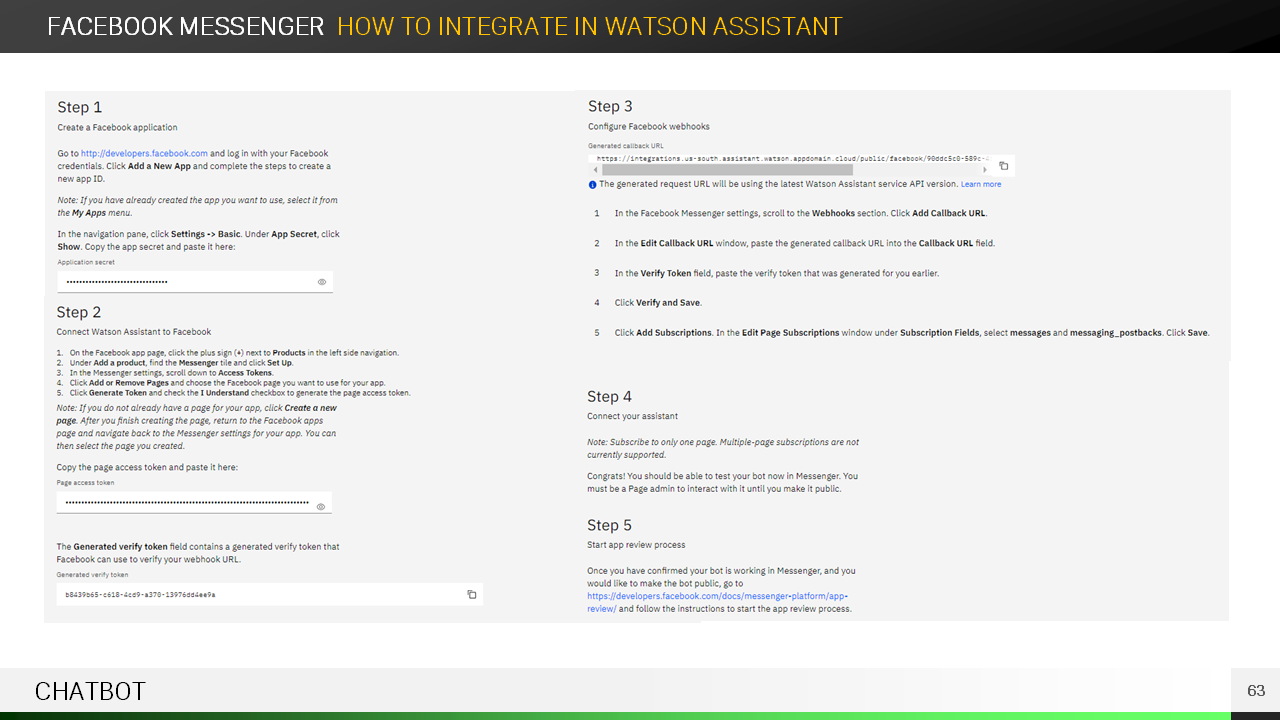 FACEBOOK MESSENGER HOW TO INTEGRATE IN WATSON ASSISTANT
Step 1
Create a Facebook application
Go to http://developers.facebook.com and log in with your Facebook
credentials. Click Add a New App and complete the steps to create a
new app ID.
Note: If you have already created the app you want to use, select it from
the My Apps menu.
In the navigation pane, click Settings -> Basic. Under App Secret, click
Show. Copy the app secret and paste it here:
Application secret
Step 2
Connect Watson Assistant to Facebook
1. On the Facebook app page, click the plus sign (+) next to Products in the left side navigation.
2. Under Add a product, find the Messenger tile and click Set Up.
3. In the Messenger settings, scroll down to Access Tokens.
4. Click Add or Remove Pages and choose the Facebook page you want to use for your app.
5. Click Generate Token and check the I Understand checkbox to generate the page access token.
Note: If you do not already have a page for your app, click Create a new
page. After you finish creating the page, return to the Facebook apps
page and navigate back to the Messenger settings for your app. You can
then select the page you created.
Copy the page access token and paste it here:
Page access token
The Generated verify token field contains a generated verify token that
Facebook can use to verify your webhook URL.
Generated verify token
b8439b65-c618-4cd9-a370-13976dd4ee9a
Step 3
Configure Facebook webhooks
Generated callback URL
https://integrations.us-south.assistant.watson.appdomain.cloud/public/facebook/90ddc5c0-589c-4
The generated request URL will be using the latest Watson Assistant service API version. Learn more
1 In the Facebook Messenger settings, scroll to the Webhooks section. Click Add Callback URL.
2 In the Edit Callback URL window, paste the generated callback URL into the Callback URL field.
3 In the Verify Token field, paste the verify token that was generated for you earlier.
4 Click Verify and Save.
5 Click Add Subscriptions. In the Edit Page Subscriptions window under Subscription Fields, select messages and messaging_postbacks. Click Save.
Step 4
Connect your assistant
Note: Subscribe to only one page. Multiple-page subscriptions are not
currently supported.
Congrats! You should be able to test your bot now in Messenger. You
must be a Page admin to interact with it until you make it public.
Step 5
Start app review process
Once you have confirmed your bot is working in Messenger, and you
would like to make the bot public, go to
https://developers.facebook.com/docs/messenger-platform/app-
review/ and follow the instructions to start the app review process.
CHATBOT
63